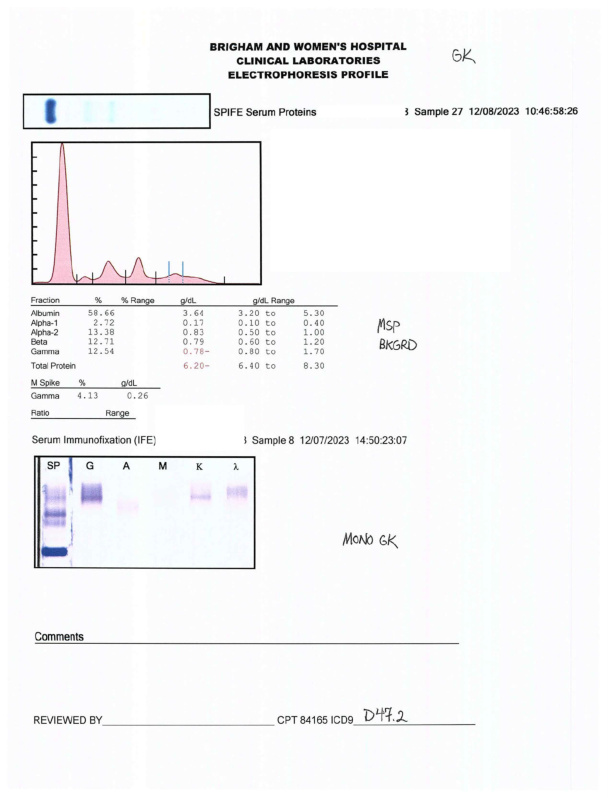 BRIGHAM AND WOMEN'S HOSPITAL
CLINICAL LABORATORIES
ELECTROPHORESIS PROFILE
GK
SPIFE Serum Proteins 3 Sample 27 12/08/2023 10:46:58:26
Fraction % % Range g/dL g/dL Range
Albumin 58.66 3.64 3.20 to 5.30
Alpha-1 2.72 0.17 0.10 to 0.40
Alpha-2 13.38 0.83 0.50 to 1.00
Beta 12.71 0.79 0.60 to 1.20
Gamma 12.54 0.78- 0.80 to 1.70
Total Protein 6.20- 6.40 to 8.30
MSP
BKGRD
M Spike % g/dL
Gamma 4.13 0.26
Ratio Range
Serum Immunofixation (IFE) 3 Sample 8 12/07/2023 14:50:23:07
SP G A M K λ
MONO GK
Comments
REVIEWED BY CPT 84165 ICD9 D47.2